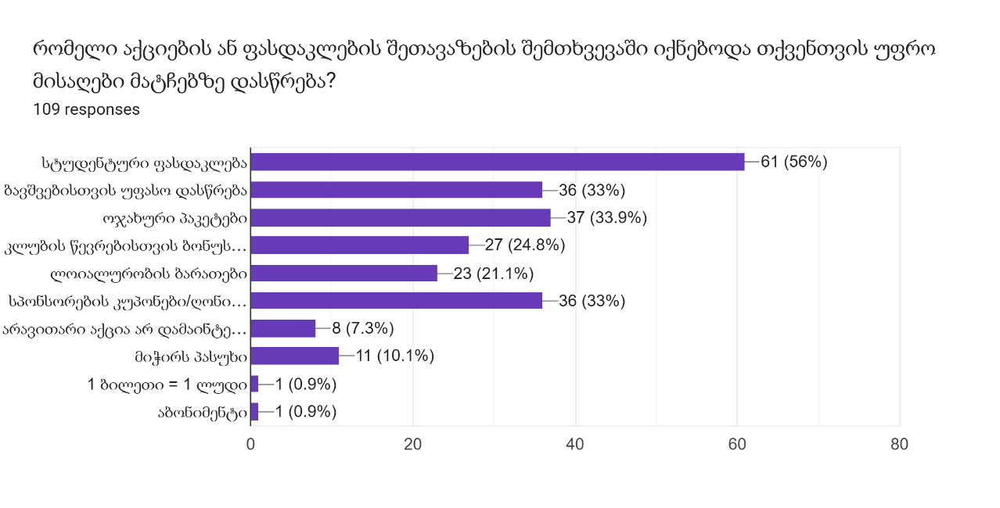 რომელი აქციების ან ფასდაკლების შეთავაზების შემთხვევაში იქნებოდა თქვენთვის უფრო
მისაღები მატჩებზე დასწრება?
109 responses
სტუდენტური ფასდაკლება 61 (56%)
ბავშვებისთვის უფასო დასწრება 36 (33%)
ოჯახური პაკეტები 37 (33.9%)
კლუბის წევრებისთვის ბონუს... 27 (24.8%)
ლოიალურობის ბარათები 23 (21.1%)
სპონსორების კუპონები/ღონი... 36 (33%)
არავითარი აქცია არ დამაინტე... 8 (7.3%)
მიჭირს პასუხი 11 (10.1%)
1 ბილეთი = 1 ლუდი 1 (0.9%)
აბონიმენტი 1 (0.9%)
0 20 40 60 80